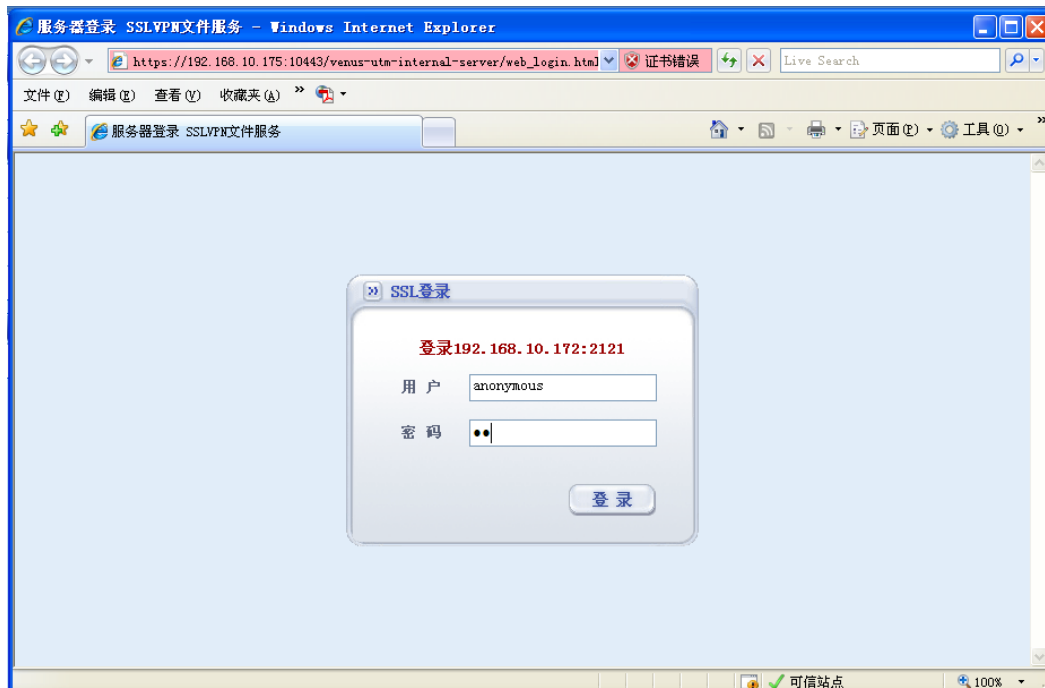 服务器登录 SSLVPN文件服务 - Windows Internet Explorer
https://192.168.10.175:10443/venus-utm-internal-server/web_login.html 证书错误 Live Search
文件(F) 编辑(E) 查看(V) 收藏夹(A) »
服务器登录 SSLVPN文件服务 页面(P) 工具(O) »
SSL登录
登录192.168.10.172:2121
用 户 anonymous
密 码 ●●
登 录
可信站点 100%